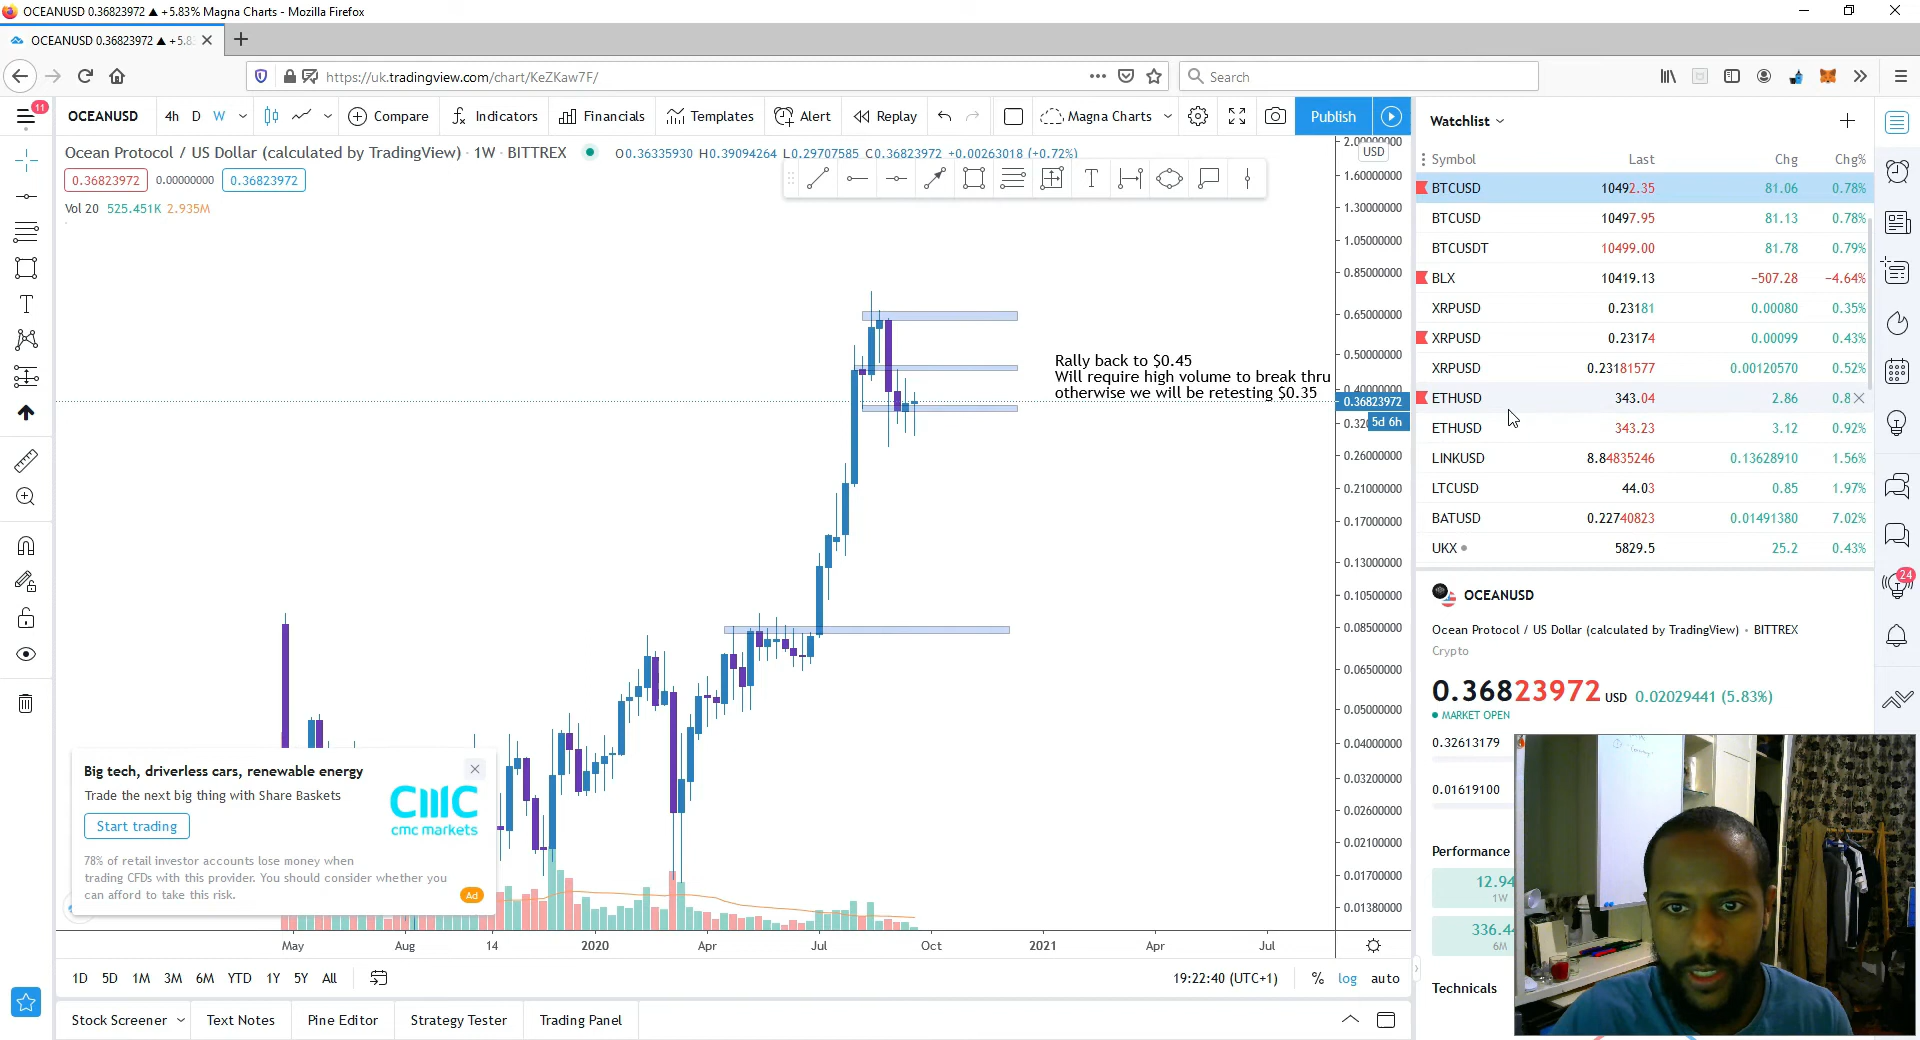 OCEANUSD 0.36823972 ▲ +5.83% Magna Charts - Mozilla Firefox
OCEANUSD 0.36823972 ▲ +5.8
https://uk.tradingview.com/chart/KeZKaw7F/
Search
11
OCEANUSD 4h D W Compare Indicators Financials Templates Alert Replay Magna Charts Publish
Ocean Protocol / US Dollar (calculated by TradingView) · 1W · BITTREX O0.36335930 H0.39094264 L0.29707585 C0.36823972 +0.00263018 (+0.72%)
0.36823972 0.00000000 0.36823972
Vol 20 525.451K 2.935M
Rally back to $0.45
Will require high volume to break thru
otherwise we will be retesting $0.35
2.00000000
USD
1.60000000
1.30000000
1.05000000
0.85000000
0.65000000
0.50000000
0.40000000
0.36823972
5d 6h
0.26000000
0.21000000
0.17000000
0.13000000
0.10500000
0.08500000
0.06500000
0.05000000
0.04000000
0.03200000
0.02600000
0.02100000
0.01700000
0.01380000
Big tech, driverless cars, renewable energy
Trade the next big thing with Share Baskets
Start trading
CMC
cmc markets
78% of retail investor accounts lose money when
trading CFDs with this provider. You should consider whether you
can afford to take this risk.
Ad
May Aug 14 2020 Apr Jul Oct 2021 Apr Jul
1D 5D 1M 3M 6M YTD 1Y 5Y All
19:22:40 (UTC+1) % log auto
Stock Screener Text Notes Pine Editor Strategy Tester Trading Panel
Watchlist
Symbol Last Chg Chg%
BTCUSD 10492.35 81.06 0.78%
BTCUSD 10497.95 81.13 0.78%
BTCUSDT 10499.00 81.78 0.79%
BLX 10419.13 −507.28 −4.64%
XRPUSD 0.23181 0.00080 0.35%
XRPUSD 0.23174 0.00099 0.43%
XRPUSD 0.23181577 0.00120570 0.52%
ETHUSD 343.04 2.86 0.8
ETHUSD 343.23 3.12 0.92%
LINKUSD 8.84835246 0.13628910 1.56%
LTCUSD 44.03 0.85 1.97%
BATUSD 0.22740823 0.01491380 7.02%
UKX 5829.5 25.2 0.43%
24
OCEANUSD
Ocean Protocol / US Dollar (calculated by TradingView) • BITTREX
Crypto
0.36823972 USD 0.02029441 (5.83%)
MARKET OPEN
0.32613179
0.01619100
Performance
12.94
1W
336.4
6M
Technicals